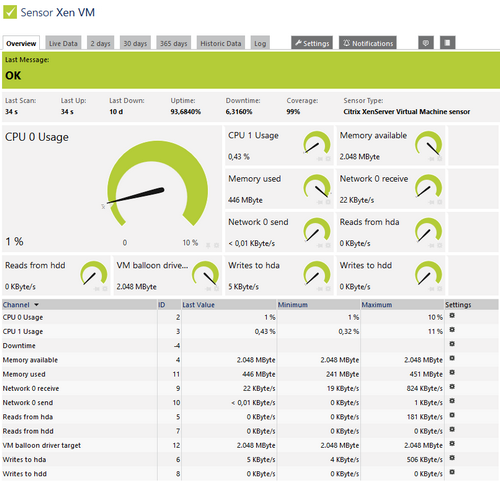 Sensor Xen VM
Overview Live Data 2 days 30 days 365 days Historic Data Log Settings Notifications
Last Message:
OK
Last Scan: Last Up: Last Down: Uptime: Downtime: Coverage: Sensor Type:
34 s 34 s 10 d 93,6840% 6,3160% 99% Citrix XenServer Virtual Machine sensor
CPU 0 Usage
1 %
0 10 %
CPU 1 Usage
0,43 %
Memory available
2.048 MByte
Memory used
446 MByte
Network 0 receive
22 KByte/s
Network 0 send
< 0,01 KByte/s
Reads from hda
0 KByte/s
Reads from hdd
0 KByte/s
VM balloon drive...
2.048 MByte
Writes to hda
5 KByte/s
Writes to hdd
0 KByte/s
Channel ID Last Value Minimum Maximum Settings
CPU 0 Usage 2 1 % 1 % 10 %
CPU 1 Usage 3 0,43 % 0,32 % 11 %
Downtime -4
Memory available 4 2.048 MByte 2.048 MByte 2.048 MByte
Memory used 11 446 MByte 241 MByte 451 MByte
Network 0 receive 9 22 KByte/s 19 KByte/s 824 KByte/s
Network 0 send 10 < 0,01 KByte/s 0 KByte/s 1 KByte/s
Reads from hda 5 0 KByte/s 0 KByte/s 181 KByte/s
Reads from hdd 7 0 KByte/s 0 KByte/s 0 KByte/s
VM balloon driver target 12 2.048 MByte 2.048 MByte 2.048 MByte
Writes to hda 6 5 KByte/s 4 KByte/s 506 KByte/s
Writes to hdd 8 0 KByte/s 0 KByte/s 0 KByte/s